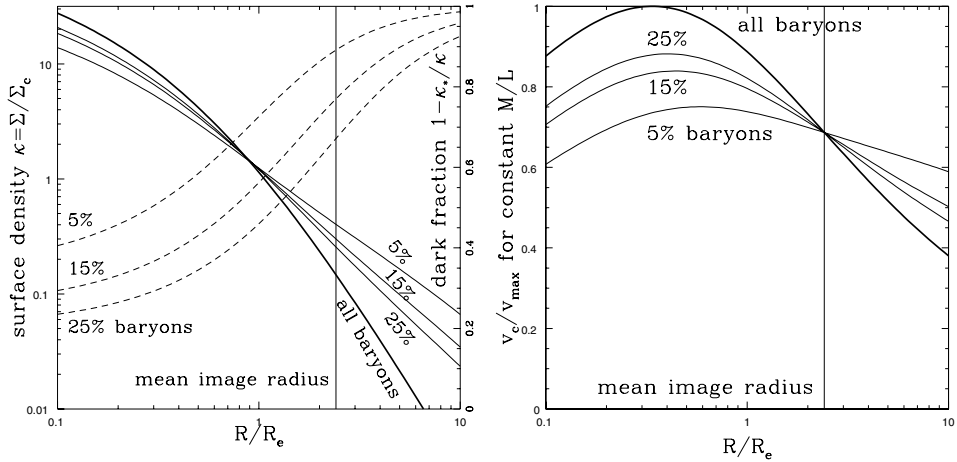 surface density κ=Σ/Σc
10
1
0.1
0.01
5%
15%
25% baryons
5%
15%
25%
all baryons
mean image radius
0.1
1
10
R/Re
1
0.8
0.6
0.4
0.2
0
dark fraction 1−κ*/κ
vc/vmax for constant M/L
1
0.8
0.6
0.4
0.2
0
all baryons
25%
15%
5% baryons
mean image radius
0.1
1
10
R/Re